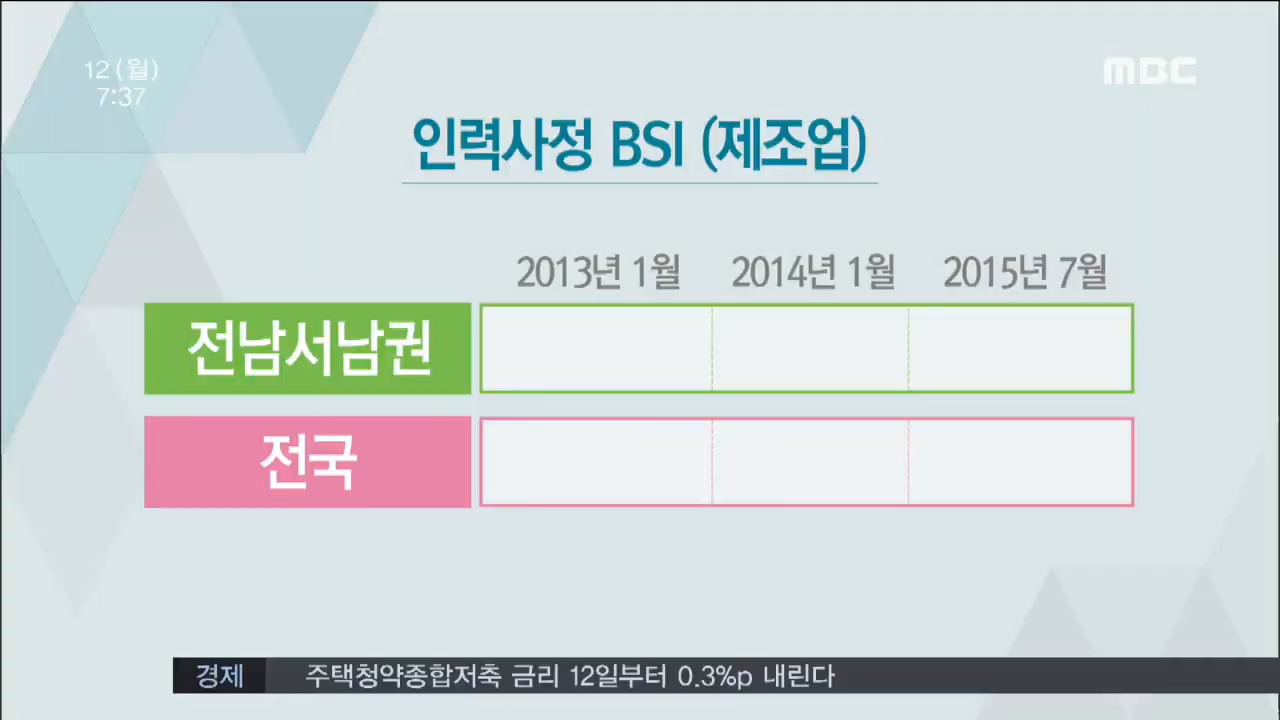 12 (월)
7:37
MBC
인력사정 BSI (제조업)
2013년 1월 2014년 1월 2015년 7월
전남서남권
전국
경제 주택청약종합저축 금리 12일부터 0.3%p 내린다